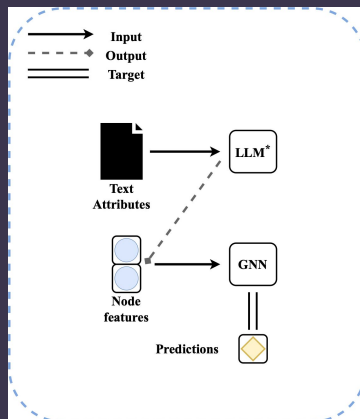 Input
Output
Target
LLM*
Text
Attributes
GNN
Node
features
Predictions